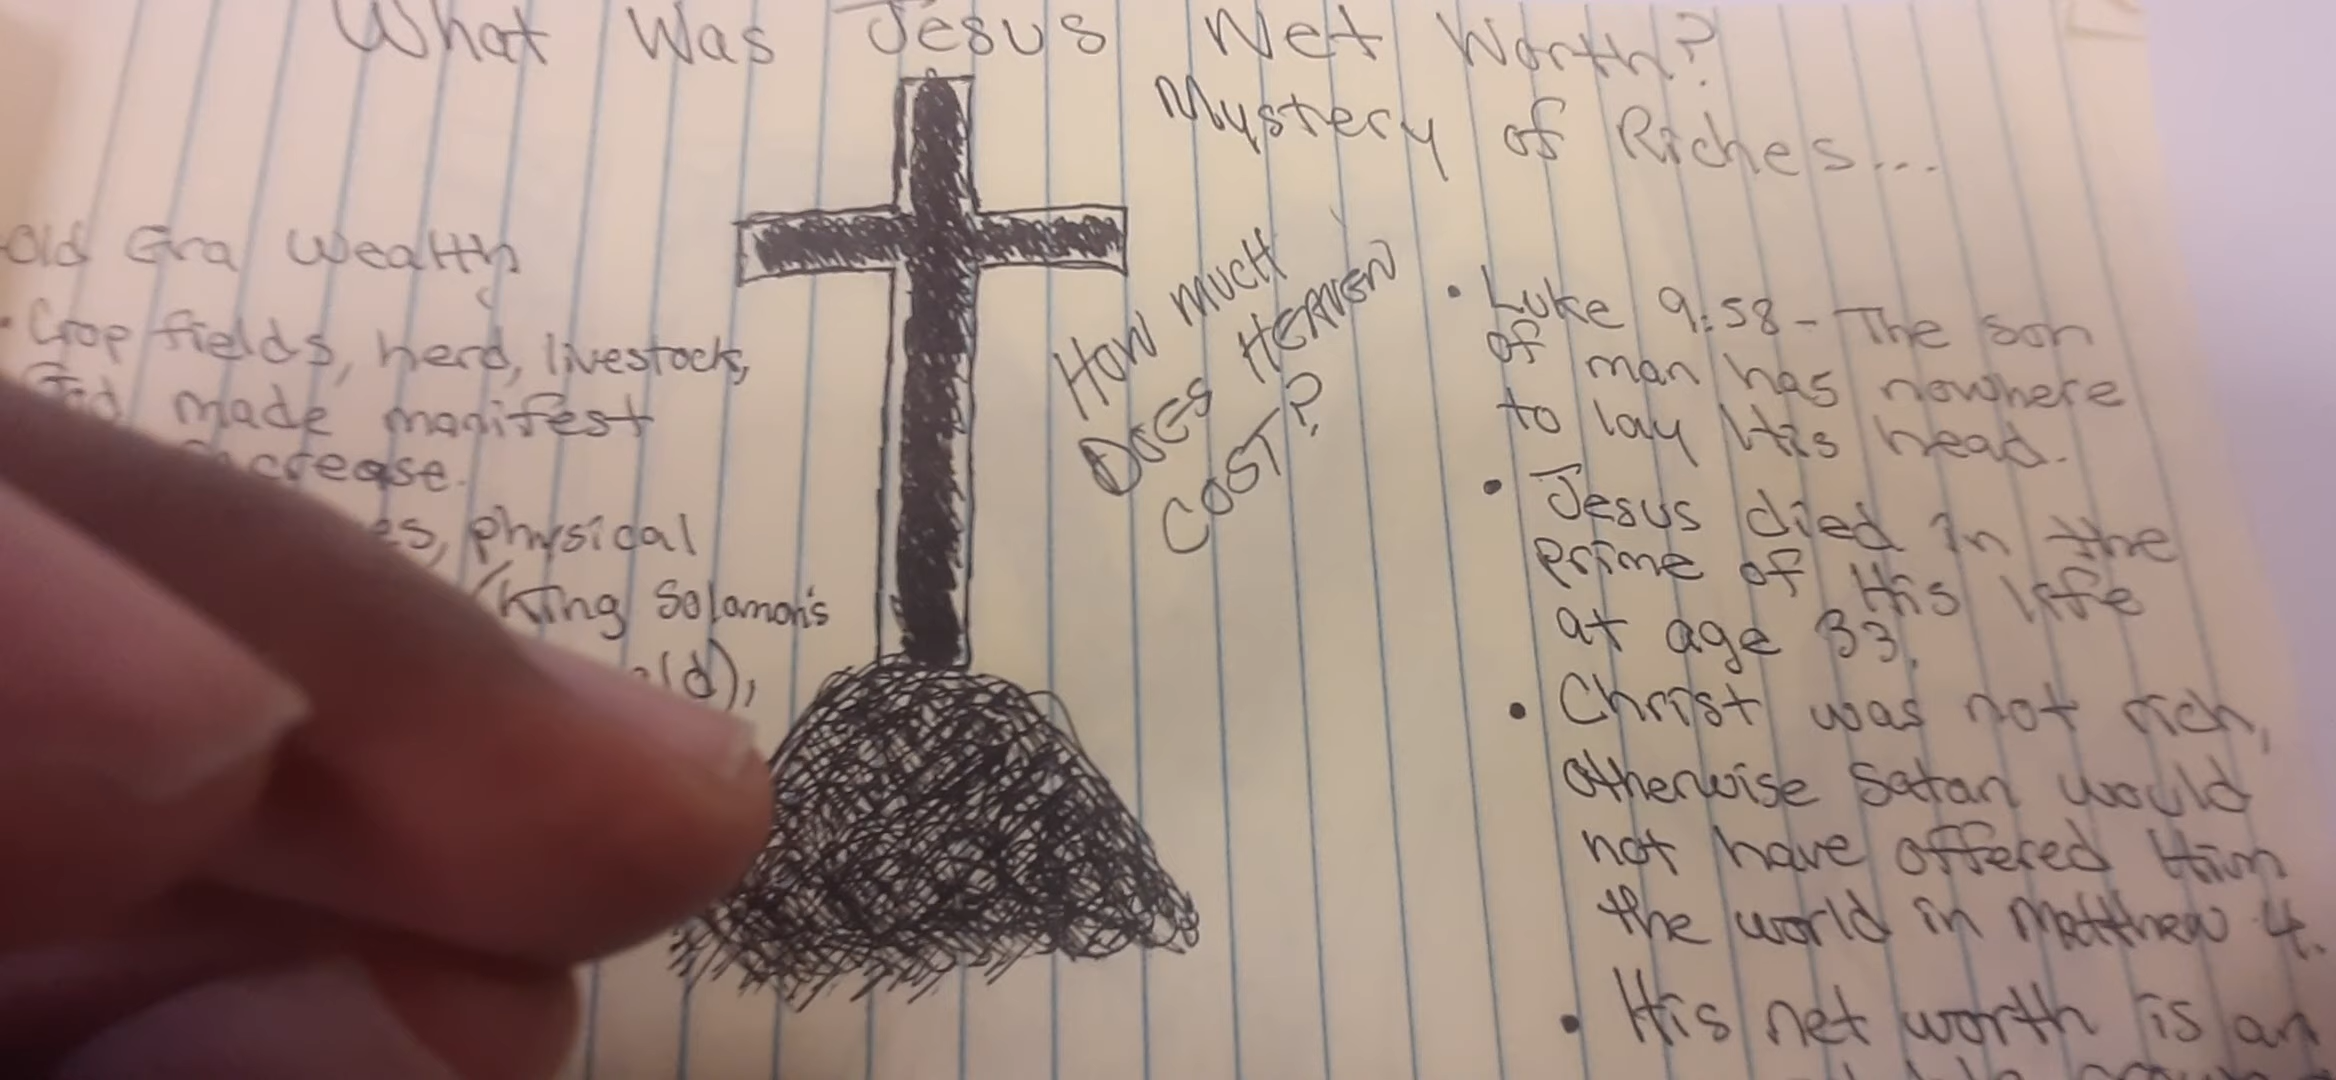 What Was Jesus Net Worth?
Mystery of Riches...
Old Era Wealth
• Crop fields, herd, livestock,
made manifest
increase.
physical
(King Solomon's
HOW MUCH
DOES HEAVEN
COST?
• Luke 9:58 - The son
of man has nowhere
to lay His head.
• Jesus died in the
prime of His life
at age 33.
• Christ was not rich,
otherwise Satan would
not have offered Him
the world in Matthew 4.
• His net worth is an